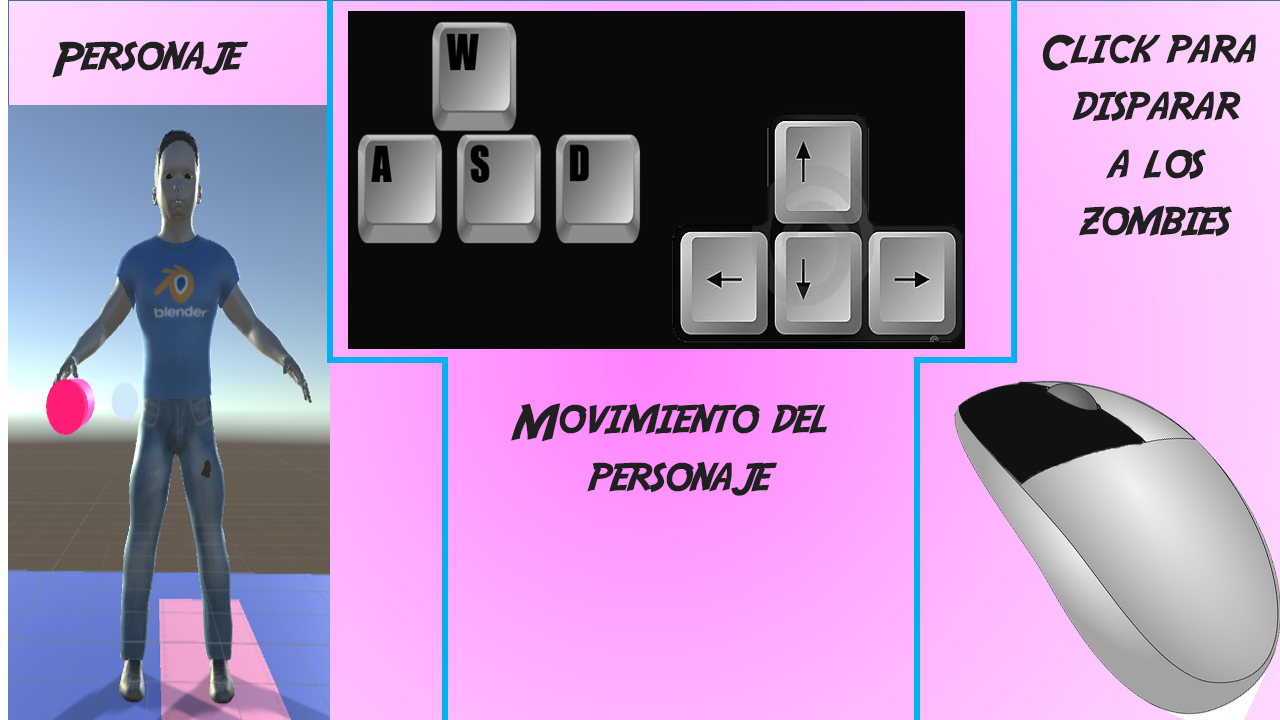 Personaje
blender
W
A S D
↑
← ↓ →
Movimiento del
personaje
Click para
disparar
a los
zombies